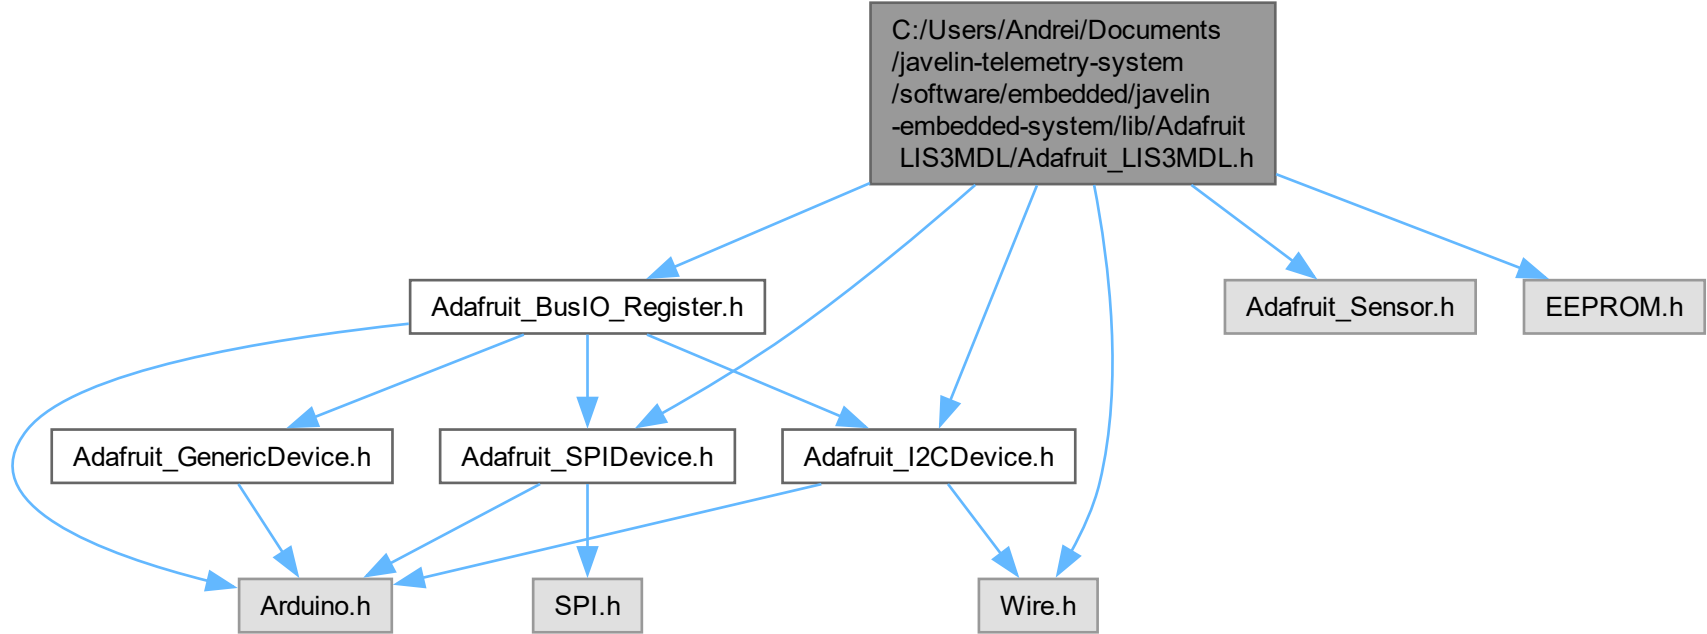 C:/Users/Andrei/Documents
/javelin-telemetry-system
/software/embedded/javelin
-embedded-system/lib/Adafruit
LIS3MDL/Adafruit_LIS3MDL.h
Adafruit_BusIO_Register.h
Adafruit_Sensor.h
EEPROM.h
Adafruit_GenericDevice.h
Adafruit_SPIDevice.h
Adafruit_I2CDevice.h
Arduino.h
SPI.h
Wire.h